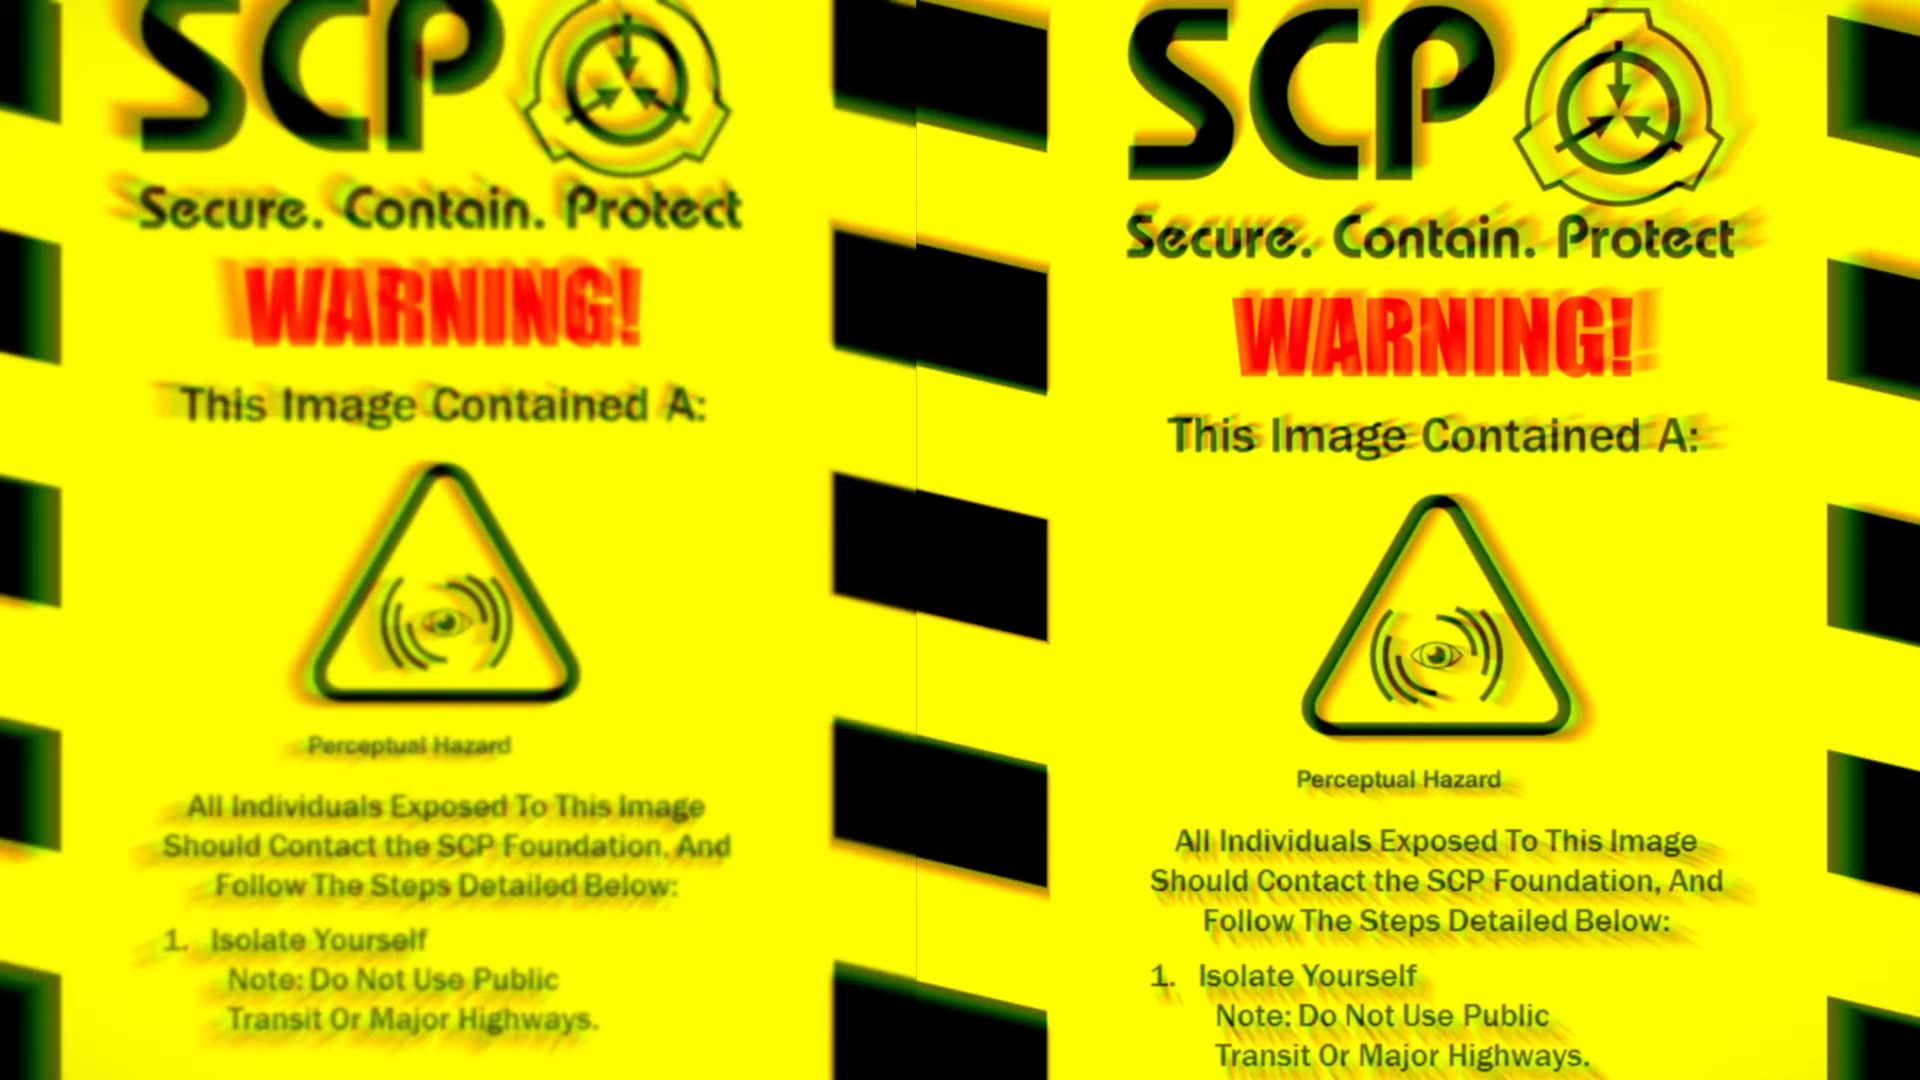 SCP
Secure. Contain. Protect
WARNING!
This Image Contained A:
Perceptual Hazard
All Individuals Exposed To This Image
Should Contact the SCP Foundation, And
Follow The Steps Detailed Below:
1. Isolate Yourself
Note: Do Not Use Public
Transit Or Major Highways.
SCP
Secure. Contain. Protect
WARNING!
This Image Contained A:
Perceptual Hazard
All Individuals Exposed To This Image
Should Contact the SCP Foundation, And
Follow The Steps Detailed Below:
1. Isolate Yourself
Note: Do Not Use Public
Transit Or Major Highways.